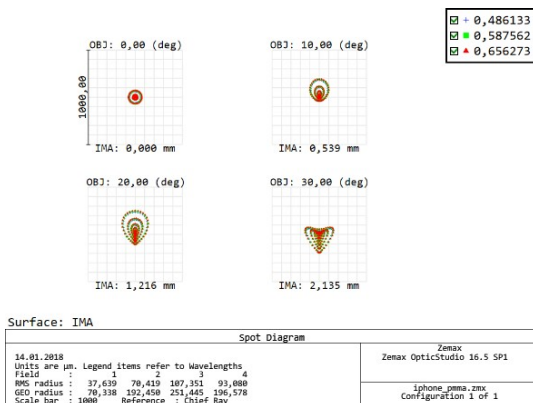 0,486133
0,587562
0,656273
OBJ: 0,00 (deg)
OBJ: 10,00 (deg)
1000,00
IMA: 0,000 mm
IMA: 0,539 mm
OBJ: 20,00 (deg)
OBJ: 30,00 (deg)
IMA: 1,216 mm
IMA: 2,135 mm
Surface: IMA
Spot Diagram
14.01.2018
Units are µm. Legend items refer to Wavelengths
Field : 1 2 3 4
RMS radius : 37,639 70,419 107,351 93,080
GEO radius : 70,338 192,450 251,445 196,578
Scale bar : 1000 Reference : Chief Ray
Zemax
Zemax OpticStudio 16.5 SP1
iphone_pmma.zmx
Configuration 1 of 1